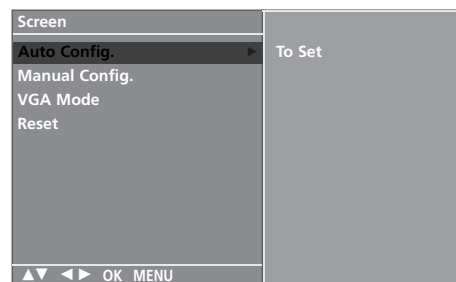 Screen
Auto Config. ▶ To Set
Manual Config.
VGA Mode
Reset
▲▼ ◀▶ OK MENU